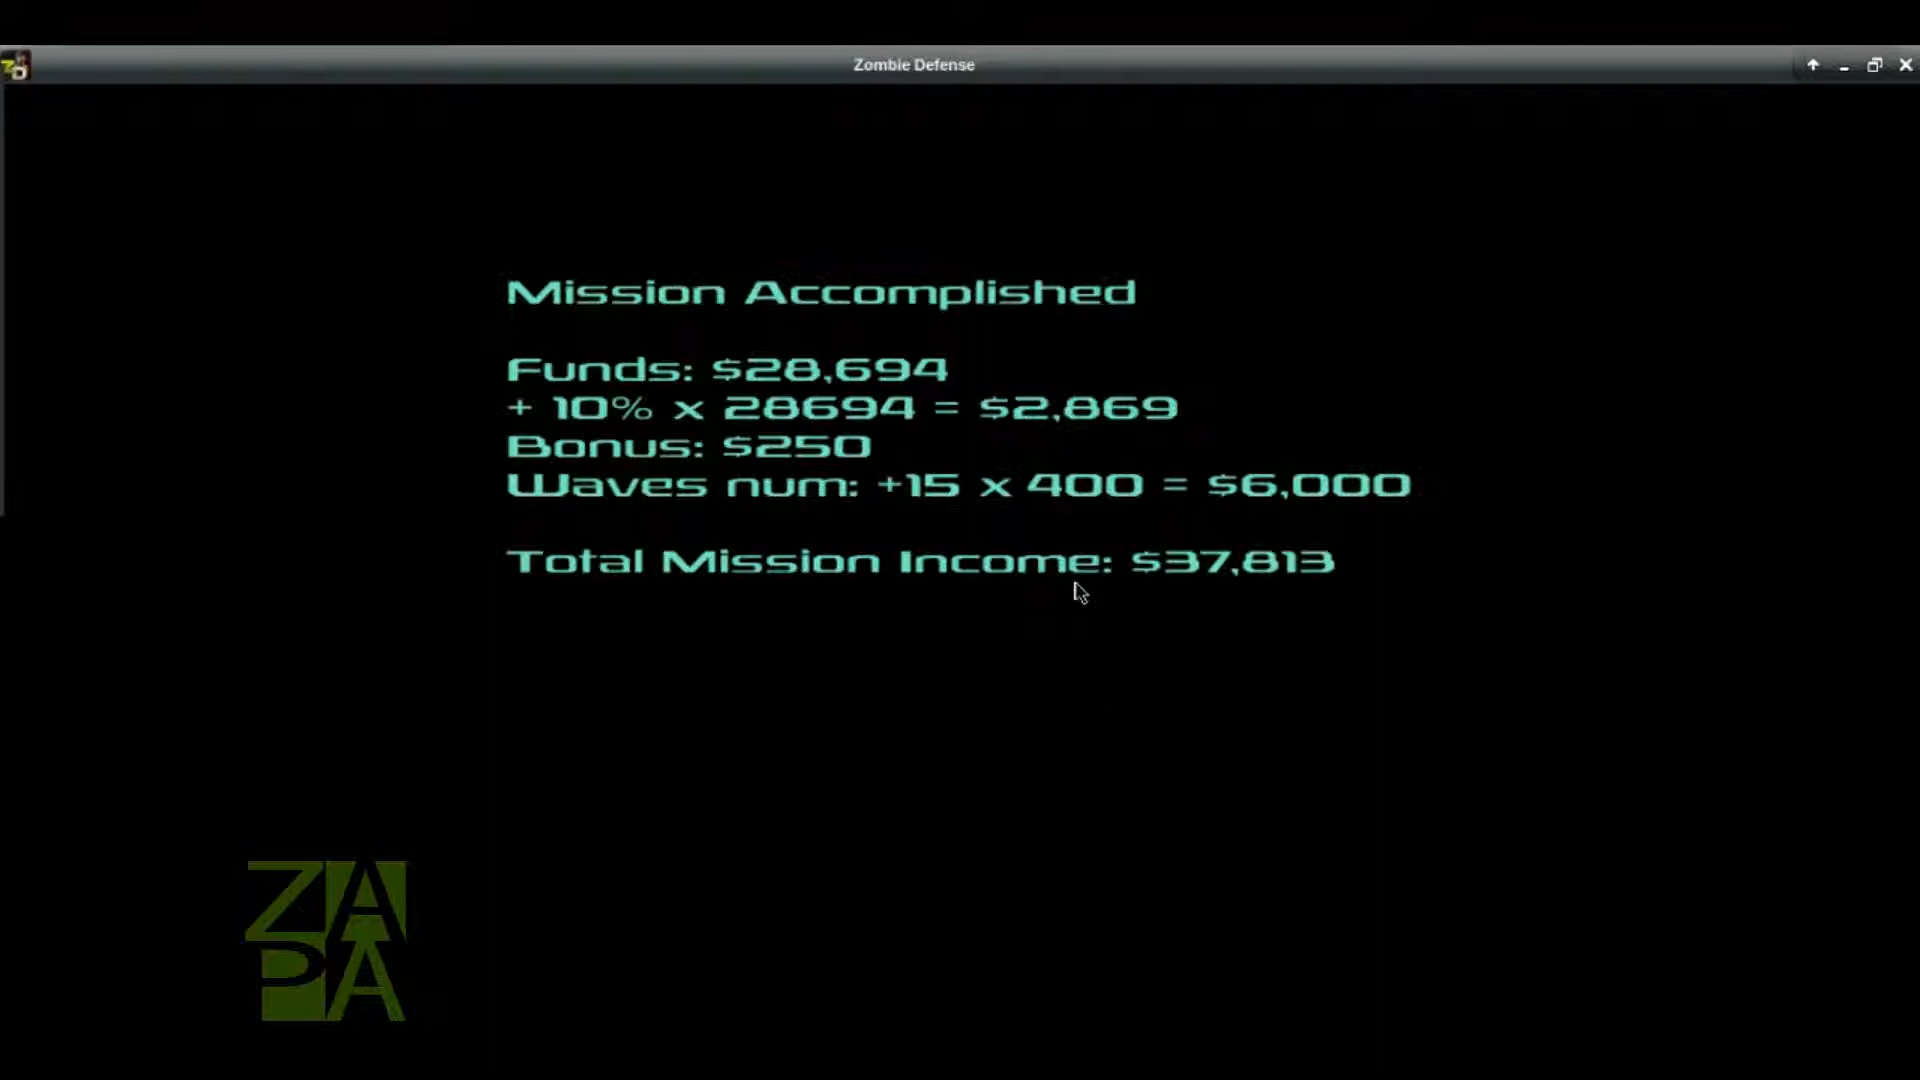 Zombie Defense
Mission Accomplished
Funds: $28,694
+ 10% x 28694 = $2,869
Bonus: $250
Waves num: +15 x 400 = $6,000
Total Mission Income: $37,813
ZA
PA